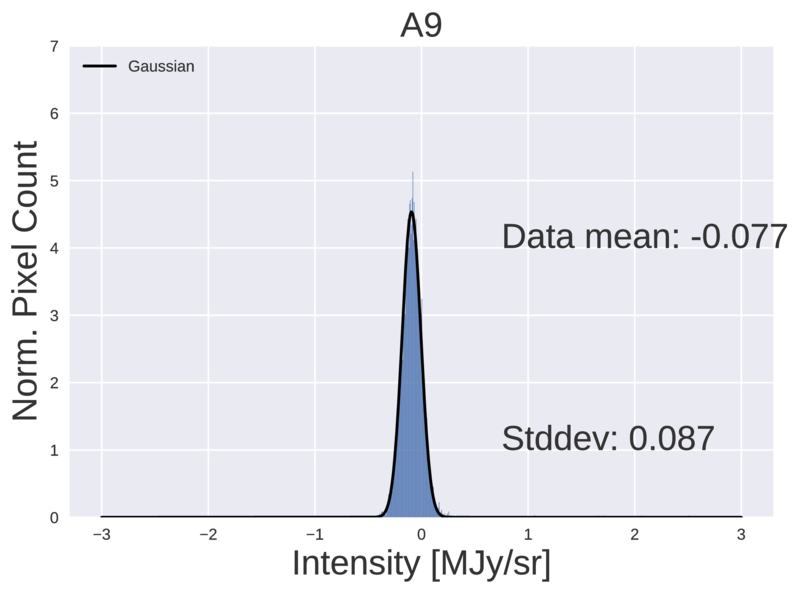 A9
7
Gaussian
6
5
Data mean: -0.077
4
3
2
Stddev: 0.087
1
0
−3 −2 −1 0 1 2 3
Intensity [MJy/sr]
Norm. Pixel Count